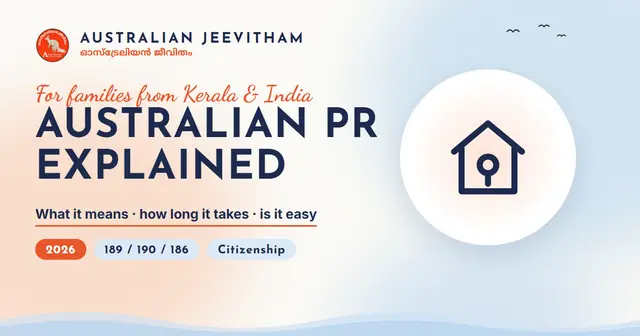 AUSTRALIAN JEEVITHAM
ഓസ്ട്രേലിയൻ ജീവിതം
For families from Kerala & India
AUSTRALIAN PR
EXPLAINED
What it means · how long it takes · is it easy
2026
189 / 190 / 186
Citizenship